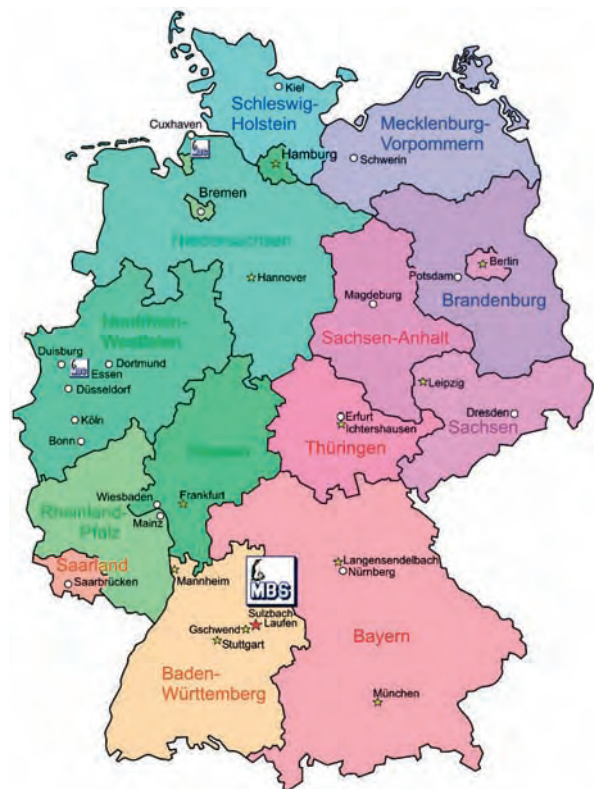 Kiel
Schleswig-
Holstein
Mecklenburg-
Vorpommern
Cuxhaven
Hamburg
Schwerin
Bremen
Niedersachsen
Hannover
Berlin
Potsdam
Brandenburg
Magdeburg
Sachsen-Anhalt
Nordrhein-
Westfalen
Duisburg
Dortmund
Essen
Düsseldorf
Köln
Bonn
Leipzig
Dresden
Sachsen
Erfurt
Ichtershausen
Thüringen
Wiesbaden
Frankfurt
Mainz
Rheinland-
Pfalz
Saarland
Saarbrücken
Mannheim
MBS
Sulzbach
Laufen
Gschwend
Stuttgart
Baden-
Württemberg
Langensendelbach
Nürnberg
Bayern
München